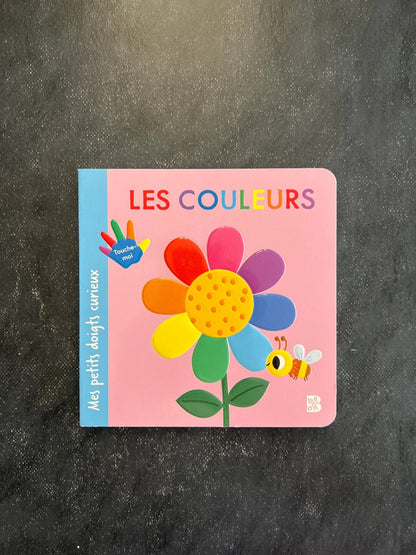 LES COULEURS
Touche-
moi
Mes petits doigts curieux